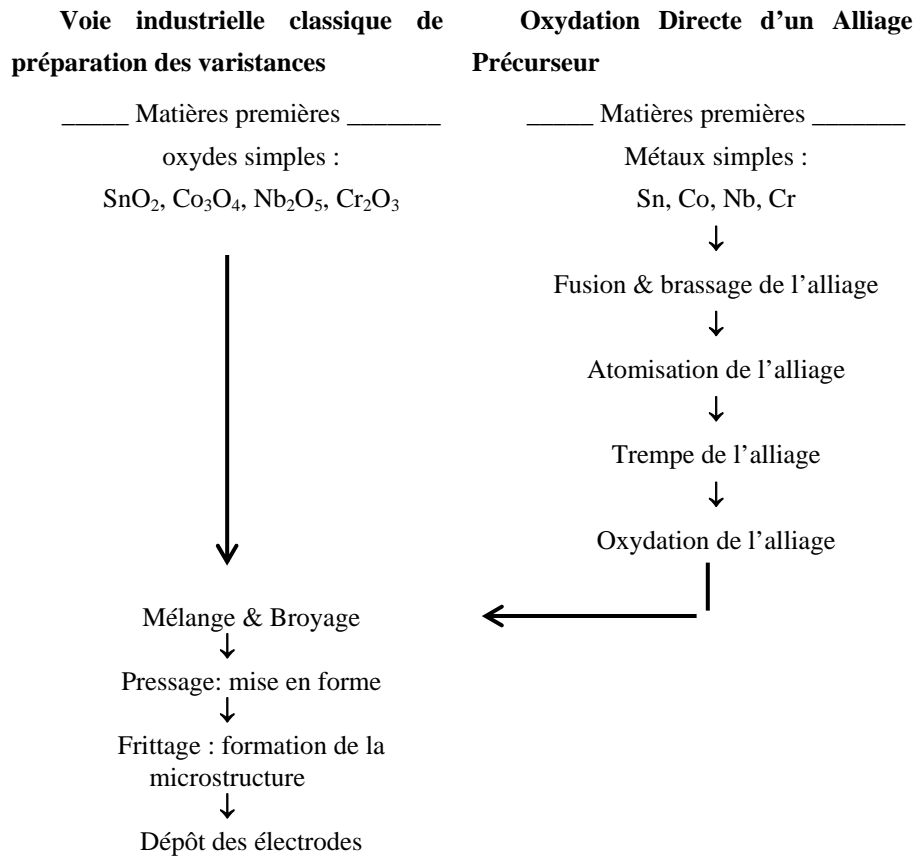 Voie industrielle classique de
préparation des varistances
_____ Matières premières _______
oxydes simples :
SnO₂, Co₃O₄, Nb₂O₅, Cr₂O₃
Oxydation Directe d’un Alliage
Précurseur
_____ Matières premières _______
Métaux simples :
Sn, Co, Nb, Cr
↓
Fusion & brassage de l’alliage
↓
Atomisation de l’alliage
↓
Trempe de l’alliage
↓
Oxydation de l’alliage
Mélange & Broyage
↓
Pressage: mise en forme
↓
Frittage : formation de la
microstructure
↓
Dépôt des électrodes